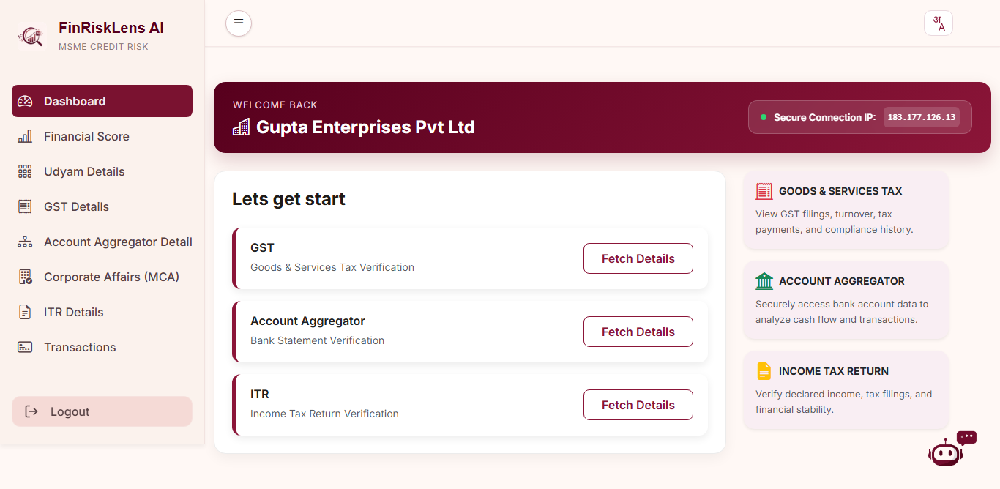 FinRiskLens AI
MSME CREDIT RISK
अ
A
Dashboard
Financial Score
Udyam Details
GST Details
Account Aggregator Detail
Corporate Affairs (MCA)
ITR Details
Transactions
Logout
WELCOME BACK
Gupta Enterprises Pvt Ltd
Secure Connection IP: 183.177.126.13
Lets get start
GST
Goods & Services Tax Verification
Fetch Details
Account Aggregator
Bank Statement Verification
Fetch Details
ITR
Income Tax Return Verification
Fetch Details
GOODS & SERVICES TAX
View GST filings, turnover, tax
payments, and compliance history.
ACCOUNT AGGREGATOR
Securely access bank account data to
analyze cash flow and transactions.
INCOME TAX RETURN
Verify declared income, tax filings, and
financial stability.